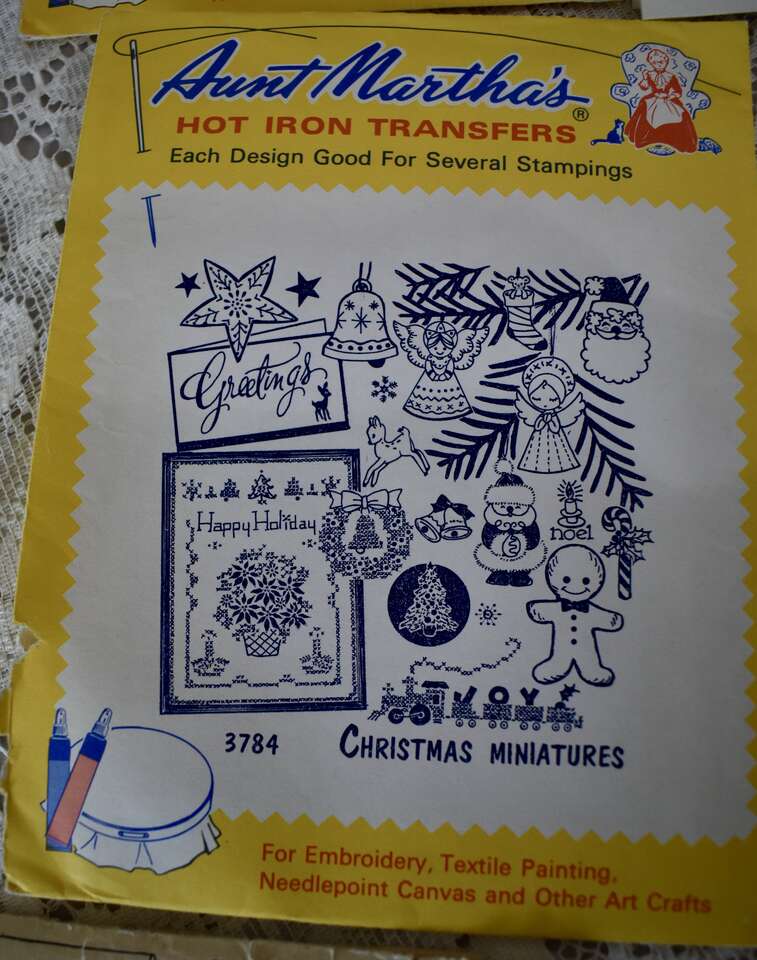 Aunt Martha's®
HOT IRON TRANSFERS
Each Design Good For Several Stampings
Greetings
Happy Holiday
noel
JOY
3784 CHRISTMAS MINIATURES
For Embroidery, Textile Painting,
Needlepoint Canvas and Other Art Crafts